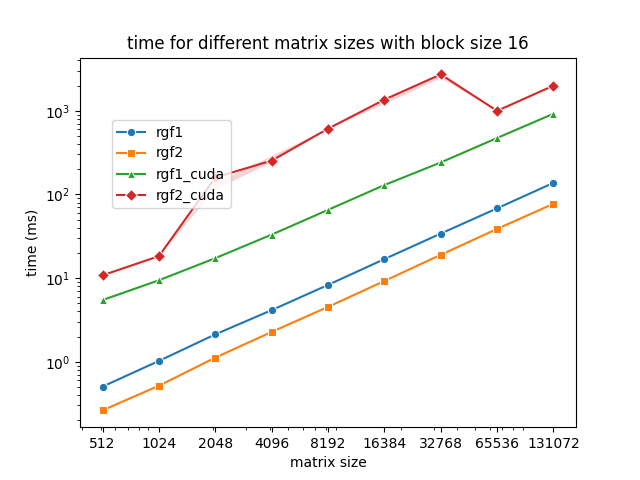 time for different matrix sizes with block size 16
time (ms)
10³
10²
10¹
10⁰
rgf1
rgf2
rgf1_cuda
rgf2_cuda
512 1024 2048 4096 8192 16384 32768 65536 131072
matrix size